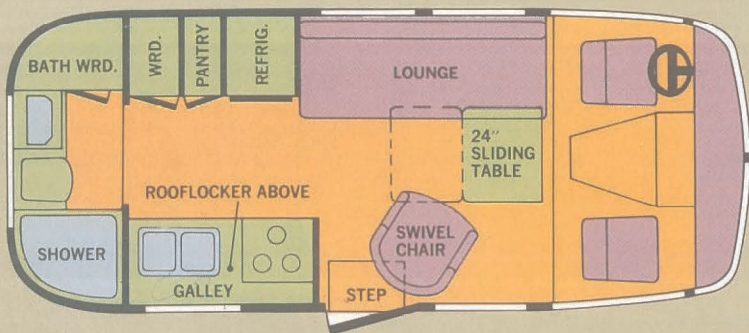 BATH WRD.
WRD.
PANTRY
REFRIG.
LOUNGE
24"
SLIDING
TABLE
ROOFLOCKER ABOVE
SWIVEL
CHAIR
SHOWER
GALLEY
STEP